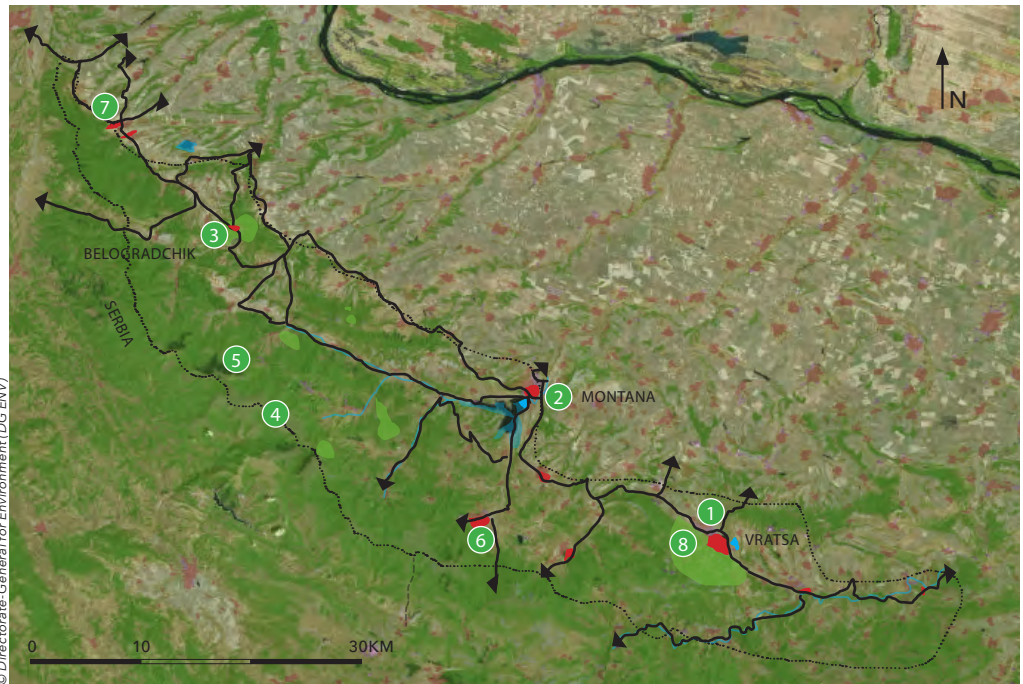 N
7
3
BELOGRADCHIK
SERBIA
5
4
2
MONTANA
1
8
VRATSA
6
0
10
30KM
© Directorate-General for Environment (DG ENV)